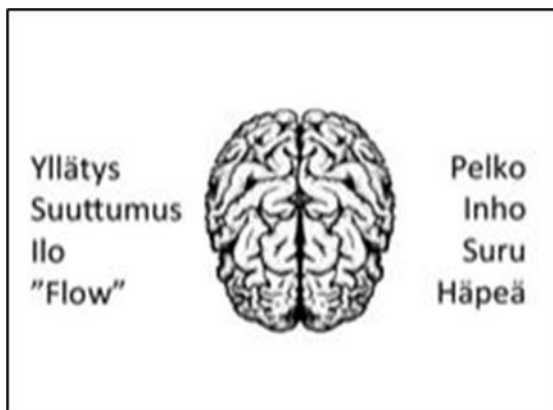 Yllätys
Suuttumus
Ilo
”Flow”
Pelko
Inho
Suru
Häpeä